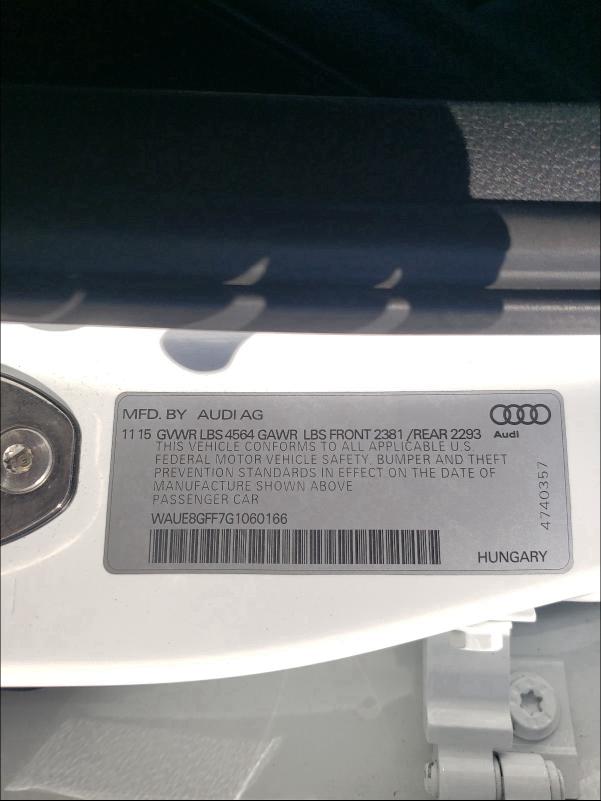 MFD. BY AUDI AG
11 15 GVWR LBS 4564 GAWR LBS FRONT 2381 /REAR 2293
Audi
THIS VEHICLE CONFORMS TO ALL APPLICABLE U.S.
FEDERAL MOTOR VEHICLE SAFETY. BUMPER AND THEFT
PREVENTION STANDARDS IN EFFECT ON THE DATE OF
MANUFACTURE SHOWN ABOVE
PASSENGER CAR
WAUE8GFF7G1060166
HUNGARY
4740357